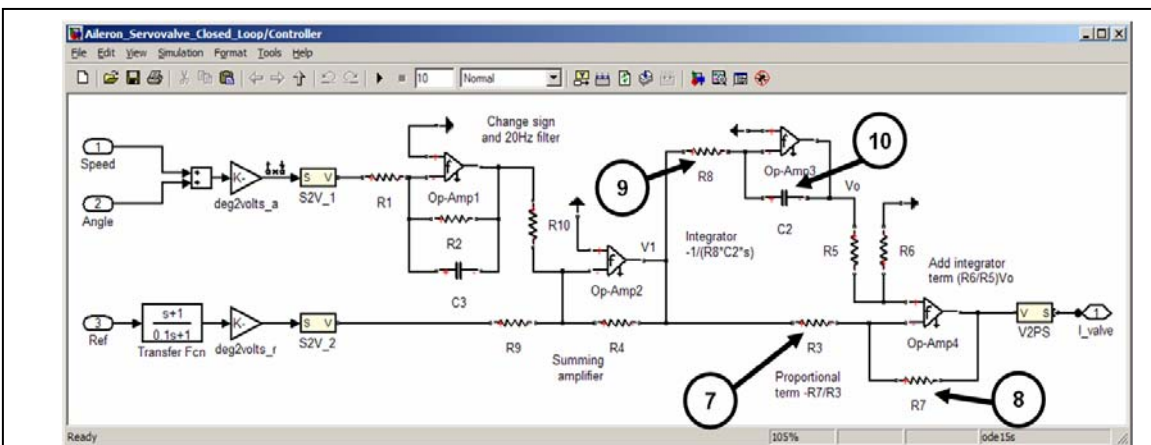 Aileron_Servovalve_Closed_Loop/Controller
File Edit View Simulation Format Tools Help
10 Normal
Change sign
and 20Hz filter
1
Speed
2
Angle
K-
deg2volts_a
S V
S2V_1
R1
Op-Amp1
R2
C3
R10
Op-Amp2
V1
9
R8
Op-Amp3
10
Vo
C2
Integrator
-1/(R8*C2*s)
R5
R6
Add integrator
term (R6/R5)Vo
3
Ref
s+1
0.1s+1
Transfer Fcn
K-
deg2volts_r
S V
S2V_2
R9
Summing
amplifier
R4
R3
Proportional
term -R7/R3
7
Op-Amp4
R7
8
V S
V2PS
1
I_valve
Ready 105% ode15s